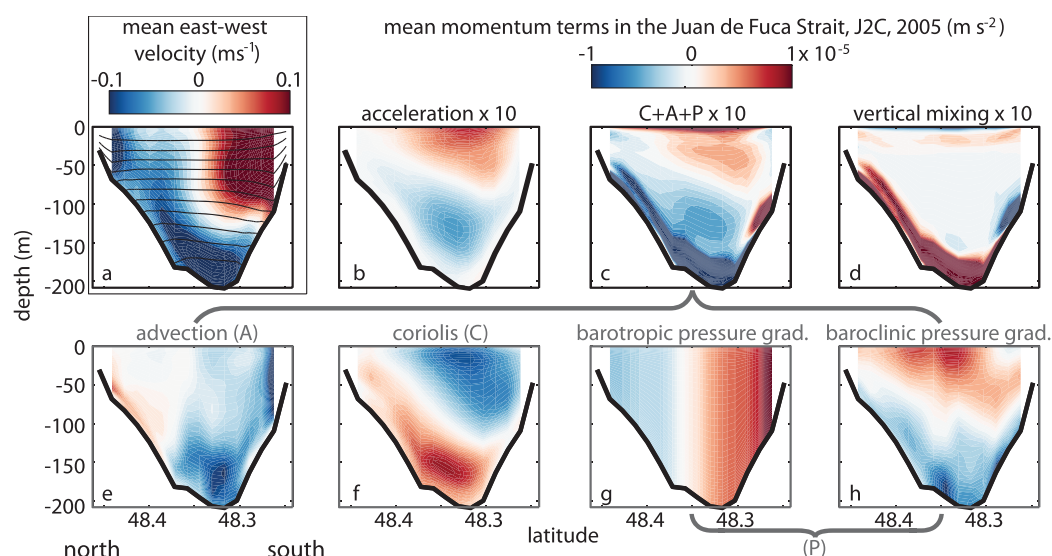 mean east-west
velocity (ms-1)
-0.1 0 0.1
mean momentum terms in the Juan de Fuca Strait, J2C, 2005 (m s-2)
-1 0 1 x 10-5
acceleration x 10
C+A+P x 10
vertical mixing x 10
0
-50
-100
-150
-200
depth (m)
a
b
c
d
advection (A)
coriolis (C)
barotropic pressure grad.
baroclinic pressure grad.
0
-50
-100
-150
-200
e
f
g
h
48.4 48.3
48.4 48.3
48.4 48.3
48.4 48.3
north south
latitude
(P)